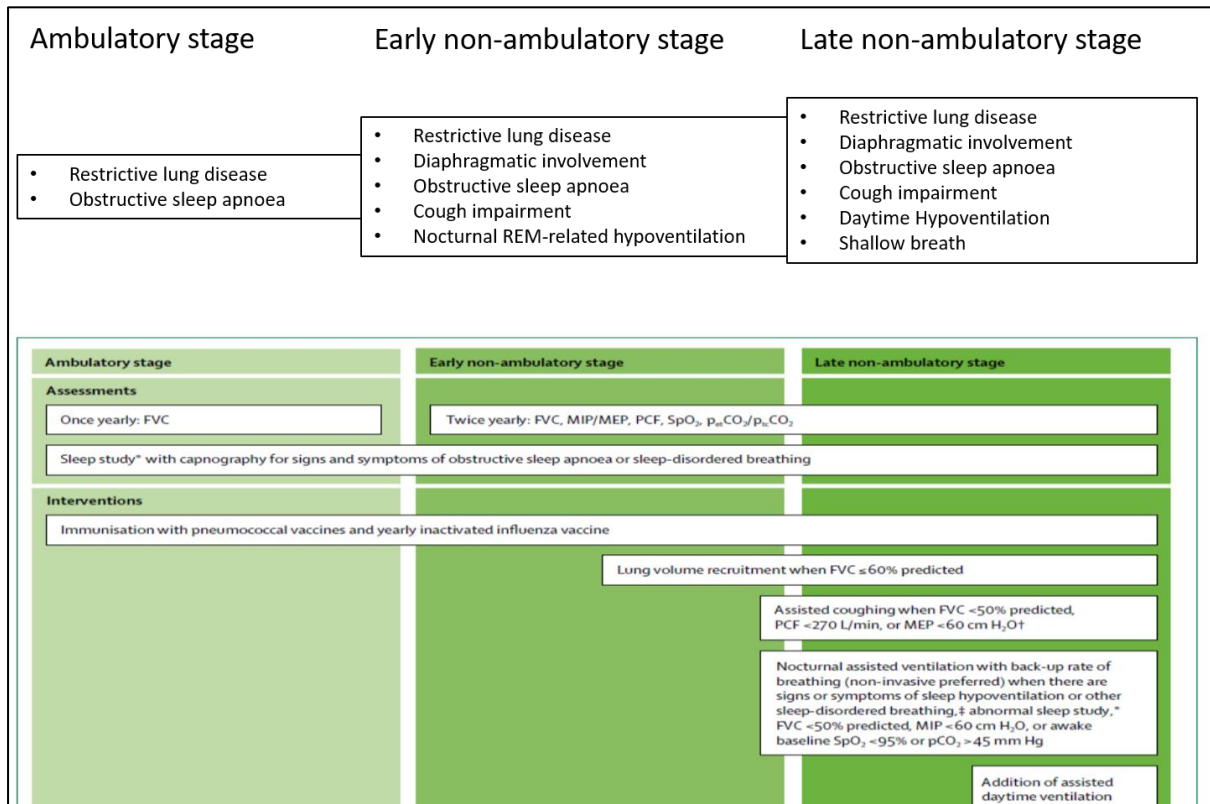 Ambulatory stage
Early non-ambulatory stage
Late non-ambulatory stage
• Restrictive lung disease
• Obstructive sleep apnoea
• Restrictive lung disease
• Diaphragmatic involvement
• Obstructive sleep apnoea
• Cough impairment
• Nocturnal REM-related hypoventilation
• Restrictive lung disease
• Diaphragmatic involvement
• Obstructive sleep apnoea
• Cough impairment
• Daytime Hypoventilation
• Shallow breath
Ambulatory stage
Early non-ambulatory stage
Late non-ambulatory stage
Assessments
Once yearly: FVC
Twice yearly: FVC, MIP/MEP, PCF, SpO₂, pₑₜCO₂/pₜcCO₂
Sleep study* with capnography for signs and symptoms of obstructive sleep apnoea or sleep-disordered breathing
Interventions
Immunisation with pneumococcal vaccines and yearly inactivated influenza vaccine
Lung volume recruitment when FVC ≤60% predicted
Assisted coughing when FVC <50% predicted,
PCF <270 L/min, or MEP <60 cm H₂O†
Nocturnal assisted ventilation with back-up rate of
breathing (non-invasive preferred) when there are
signs or symptoms of sleep hypoventilation or other
sleep-disordered breathing,‡ abnormal sleep study,*
FVC <50% predicted, MIP <60 cm H₂O, or awake
baseline SpO₂ <95% or pCO₂ >45 mm Hg
Addition of assisted
daytime ventilation